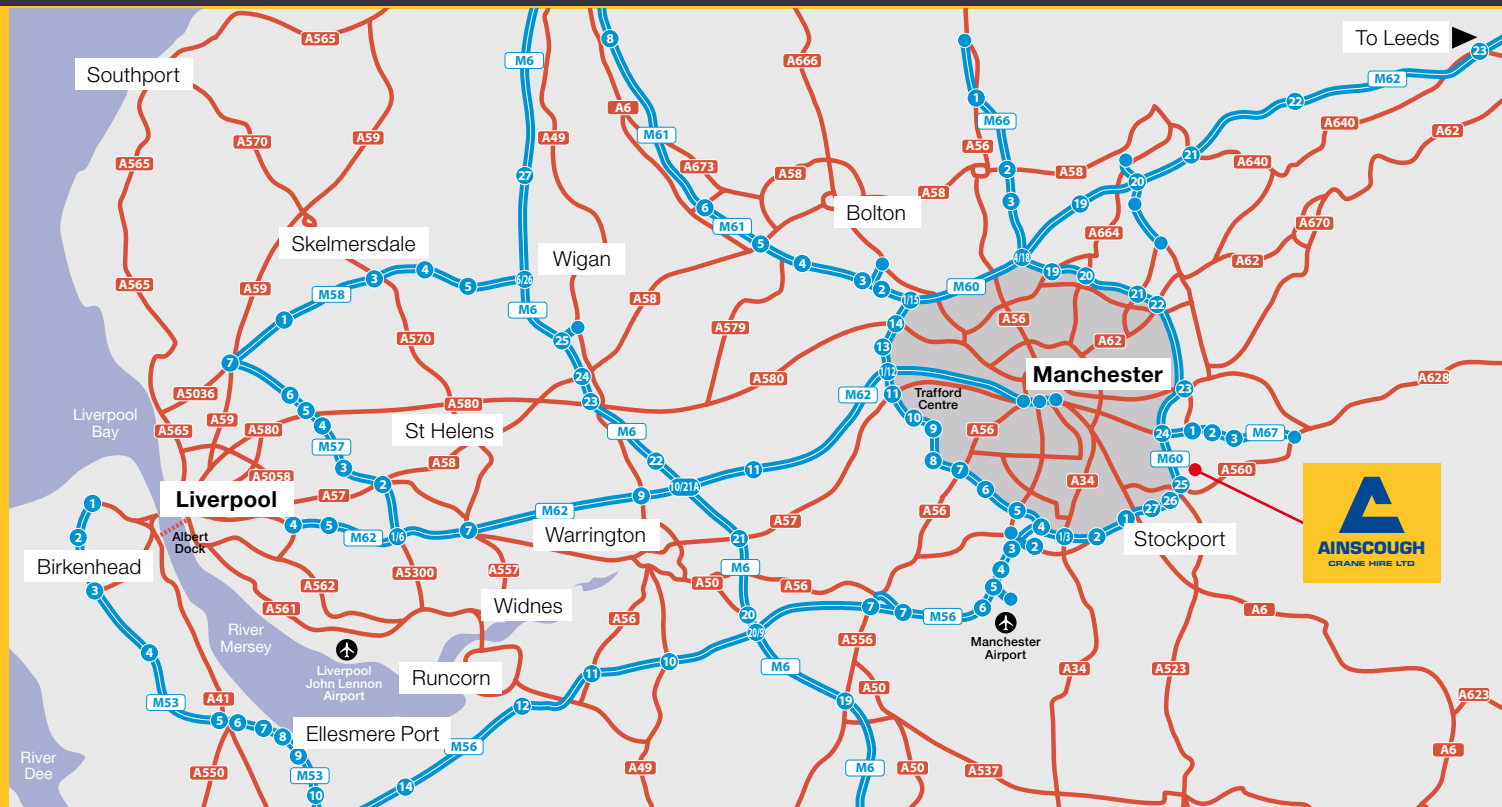 To Leeds
Southport
A565
M6
8
A666
1
M66
22
M62
23
A570
A59
A6
M61
A49
A565
A56
A640
A62
27
A673
A58
2
A58
20
21
A640
6
A58
3
19
Bolton
M61
A664
A670
Skelmersdale
5
4/18
Wigan
4
A62
3
4
5
6/26
3
2
19
20
A565
A59
M58
M6
A58
1/15
M60
21
22
1
A570
25
A579
14
A56
A62
7
13
24
A580
1/12
Manchester
A628
A5036
6
23
M62
11
Trafford
Centre
23
Liverpool
Bay
A59
5
A580
10
9
A565
A580
4
St Helens
M6
A56
24
1
2
3
M67
M57
A58
22
8
7
M60
A560
A5058
3
2
11
A34
25
Liverpool
A57
9
10/21A
6
26
1
4
5
M62
A57
A56
5
27
2
M62
1/6
7
Warrington
21
4
1/3
2
1
Stockport
AINSCOUGH
CRANE HIRE LTD
Albert
Dock
3
2
Birkenhead
A5300
A557
M6
4
3
A562
A50
A56
5
A561
Widnes
A56
20
7
7
M56
6
A6
River
Mersey
20/9
A556
Manchester
Airport
4
Liverpool
John Lennon
Airport
Runcorn
11
10
M6
A34
A523
M53
A41
12
19
A50
A623
5
6
7
8
Ellesmere Port
9
M56
A6
River
Dee
A550
M53
14
A49
M6
A50
A537
10